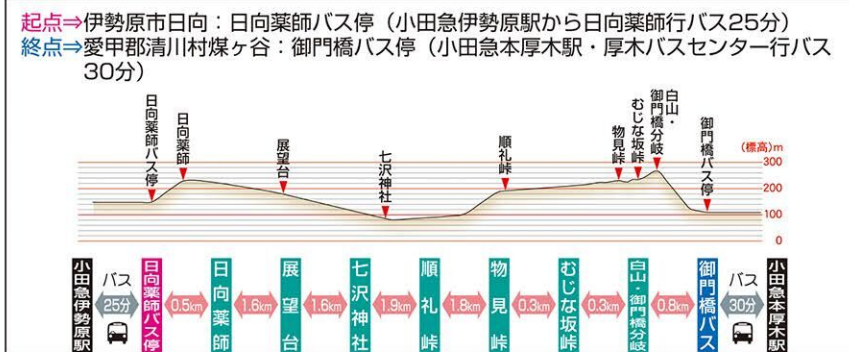 起点⇒伊勢原市日向：日向薬師バス停（小田急伊勢原駅から日向薬師行バス25分）
終点⇒愛甲郡清川村煤ヶ谷：御門橋バス停（小田急本厚木駅・厚木バスセンター行バス
30分）
日向薬師バス停
日向薬師
展望台
七沢神社
順礼峠
物見峠
むじな坂峠
白山・
御門橋分岐
御門橋バス停
(標高)m
300
200
100
0
小田急伊勢原駅
バス
25分
日向薬師バス停
0.5km
日向薬師
1.6km
展望台
1.6km
七沢神社
1.9km
順礼峠
1.8km
物見峠
0.3km
むじな坂峠
0.3km
白山・御門橋分岐
0.8km
御門橋バス
バス
30分
小田急本厚木駅